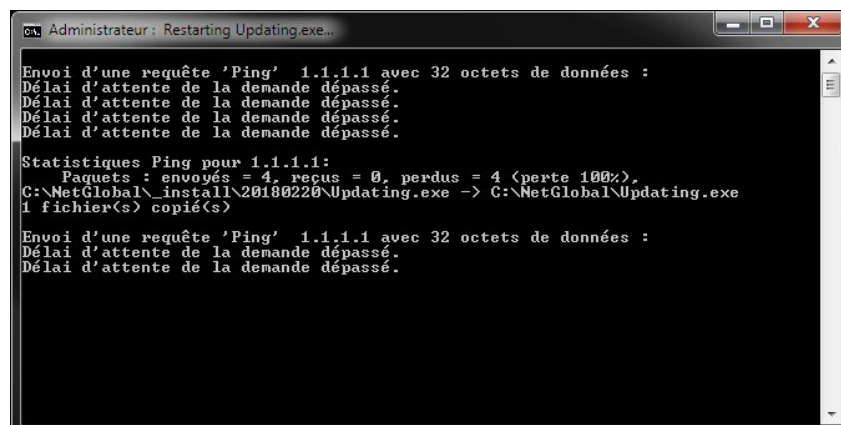 Administrateur : Restarting Updating.exe...
Envoi d'une requête 'Ping' 1.1.1.1 avec 32 octets de données :
Délai d'attente de la demande dépassé.
Délai d'attente de la demande dépassé.
Délai d'attente de la demande dépassé.
Délai d'attente de la demande dépassé.
Statistiques Ping pour 1.1.1.1:
Paquets : envoyés = 4, reçus = 0, perdus = 4 (perte 100%),
C:\NetGlobal\_install\20180220\Updating.exe -> C:\NetGlobal\Updating.exe
1 fichier(s) copié(s)
Envoi d'une requête 'Ping' 1.1.1.1 avec 32 octets de données :
Délai d'attente de la demande dépassé.
Délai d'attente de la demande dépassé.